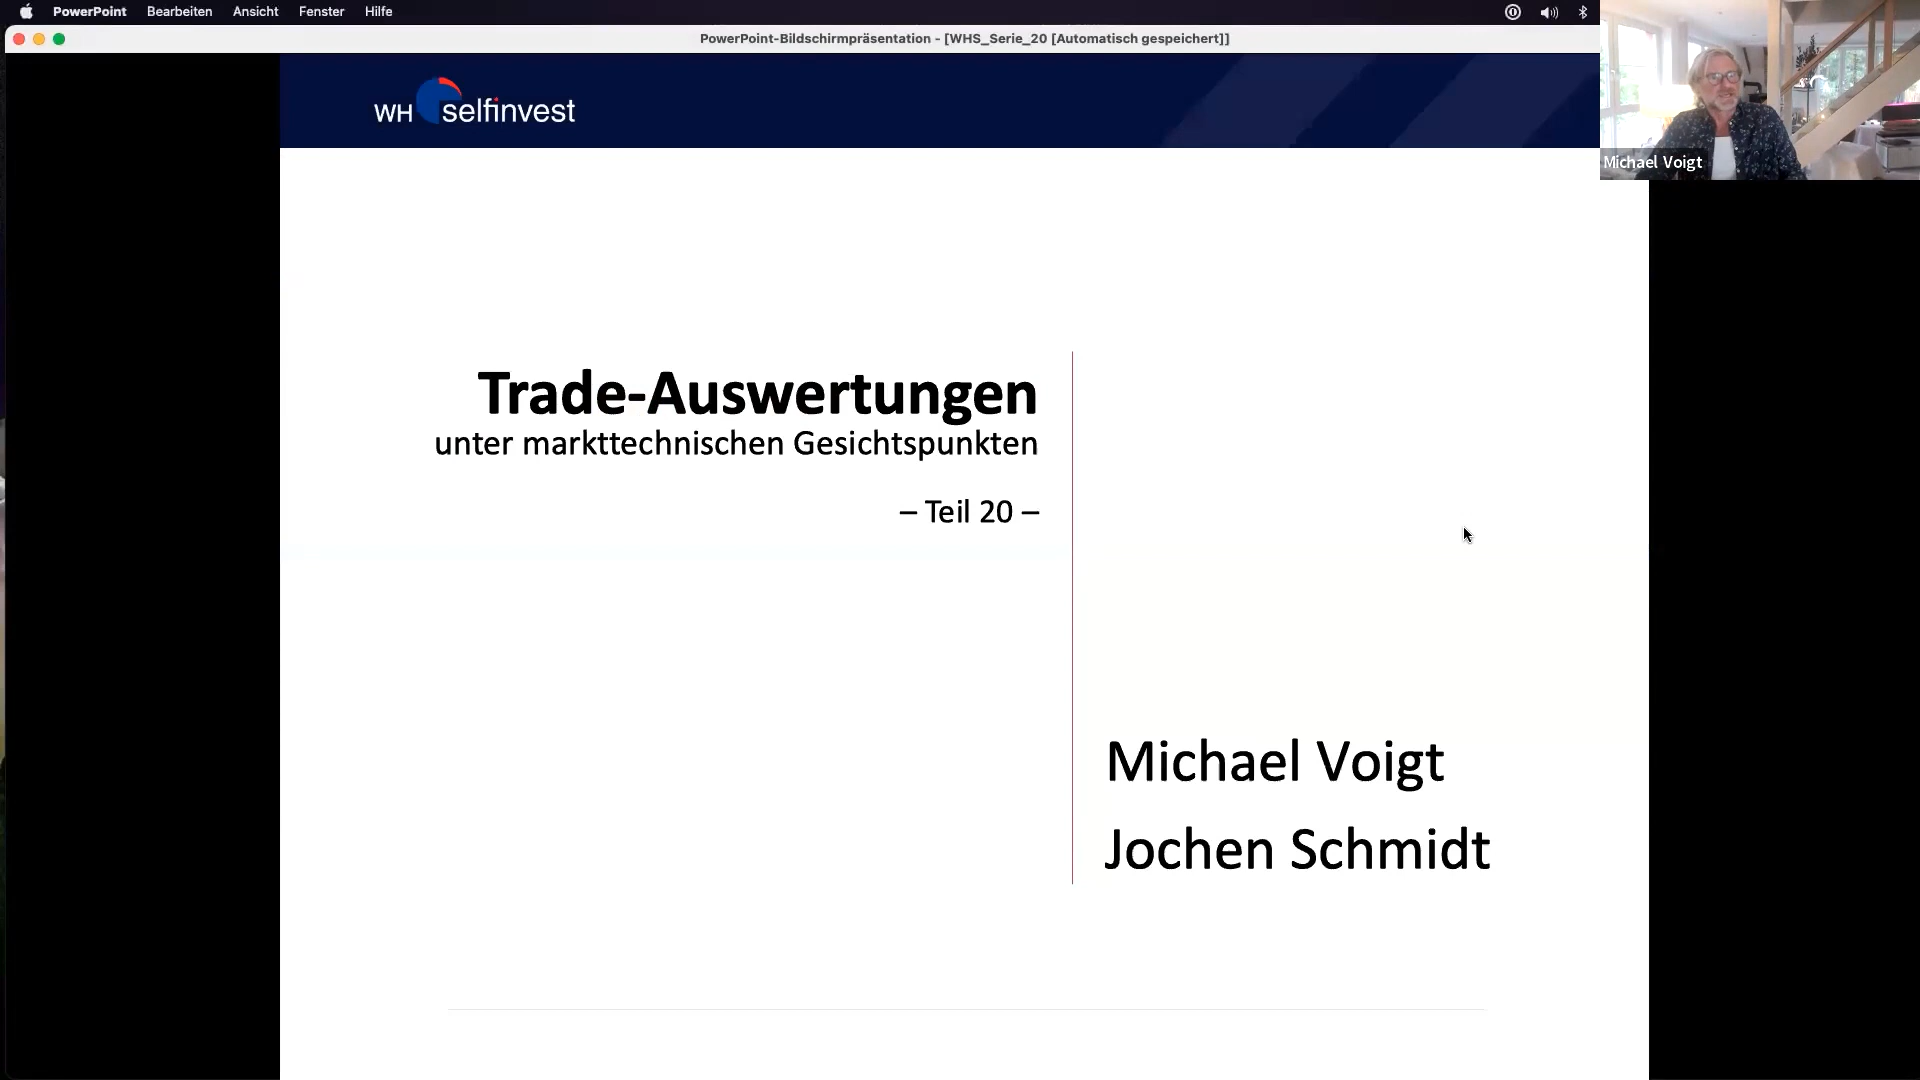 PowerPoint Bearbeiten Ansicht Fenster Hilfe
PowerPoint-Bildschirmpräsentation - [WHS_Serie_20 [Automatisch gespeichert]]
WH selfinvest
Michael Voigt
Trade-Auswertungen
unter markttechnischen Gesichtspunkten
– Teil 20 –
Michael Voigt
Jochen Schmidt